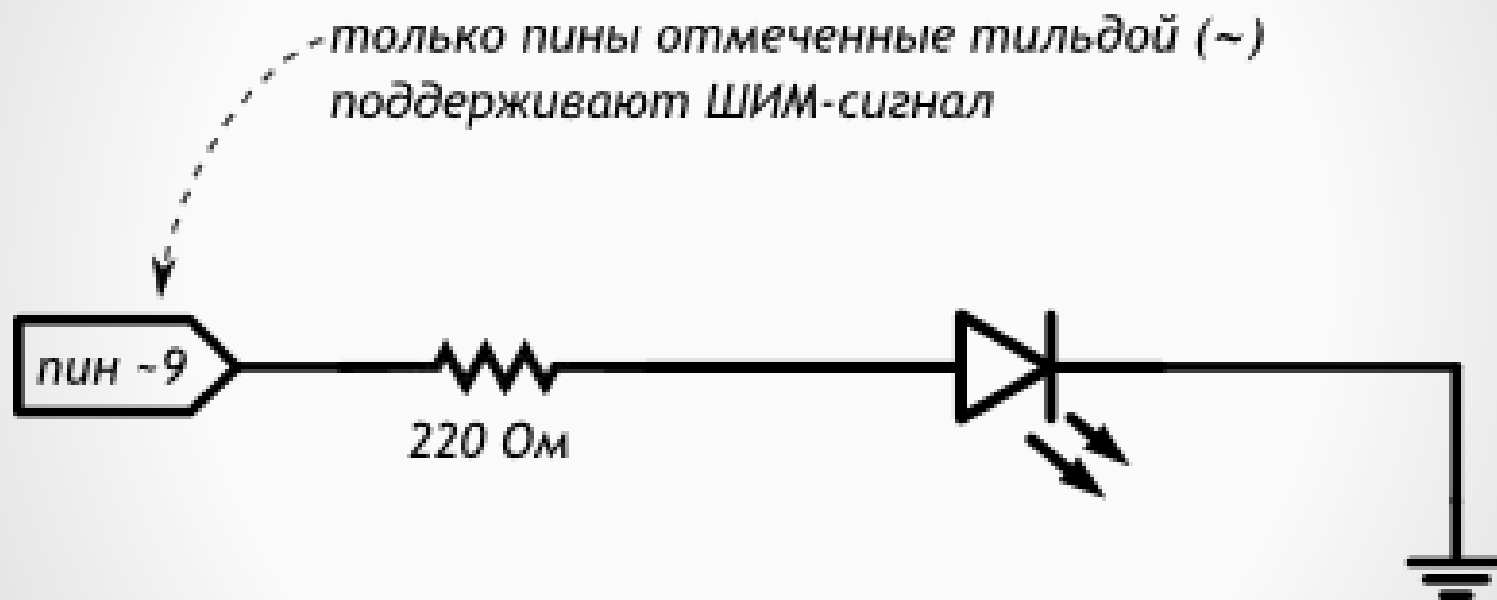 только пины отмеченные тильдой (~)
поддерживают ШИМ-сигнал
пин ~9
220 Ом